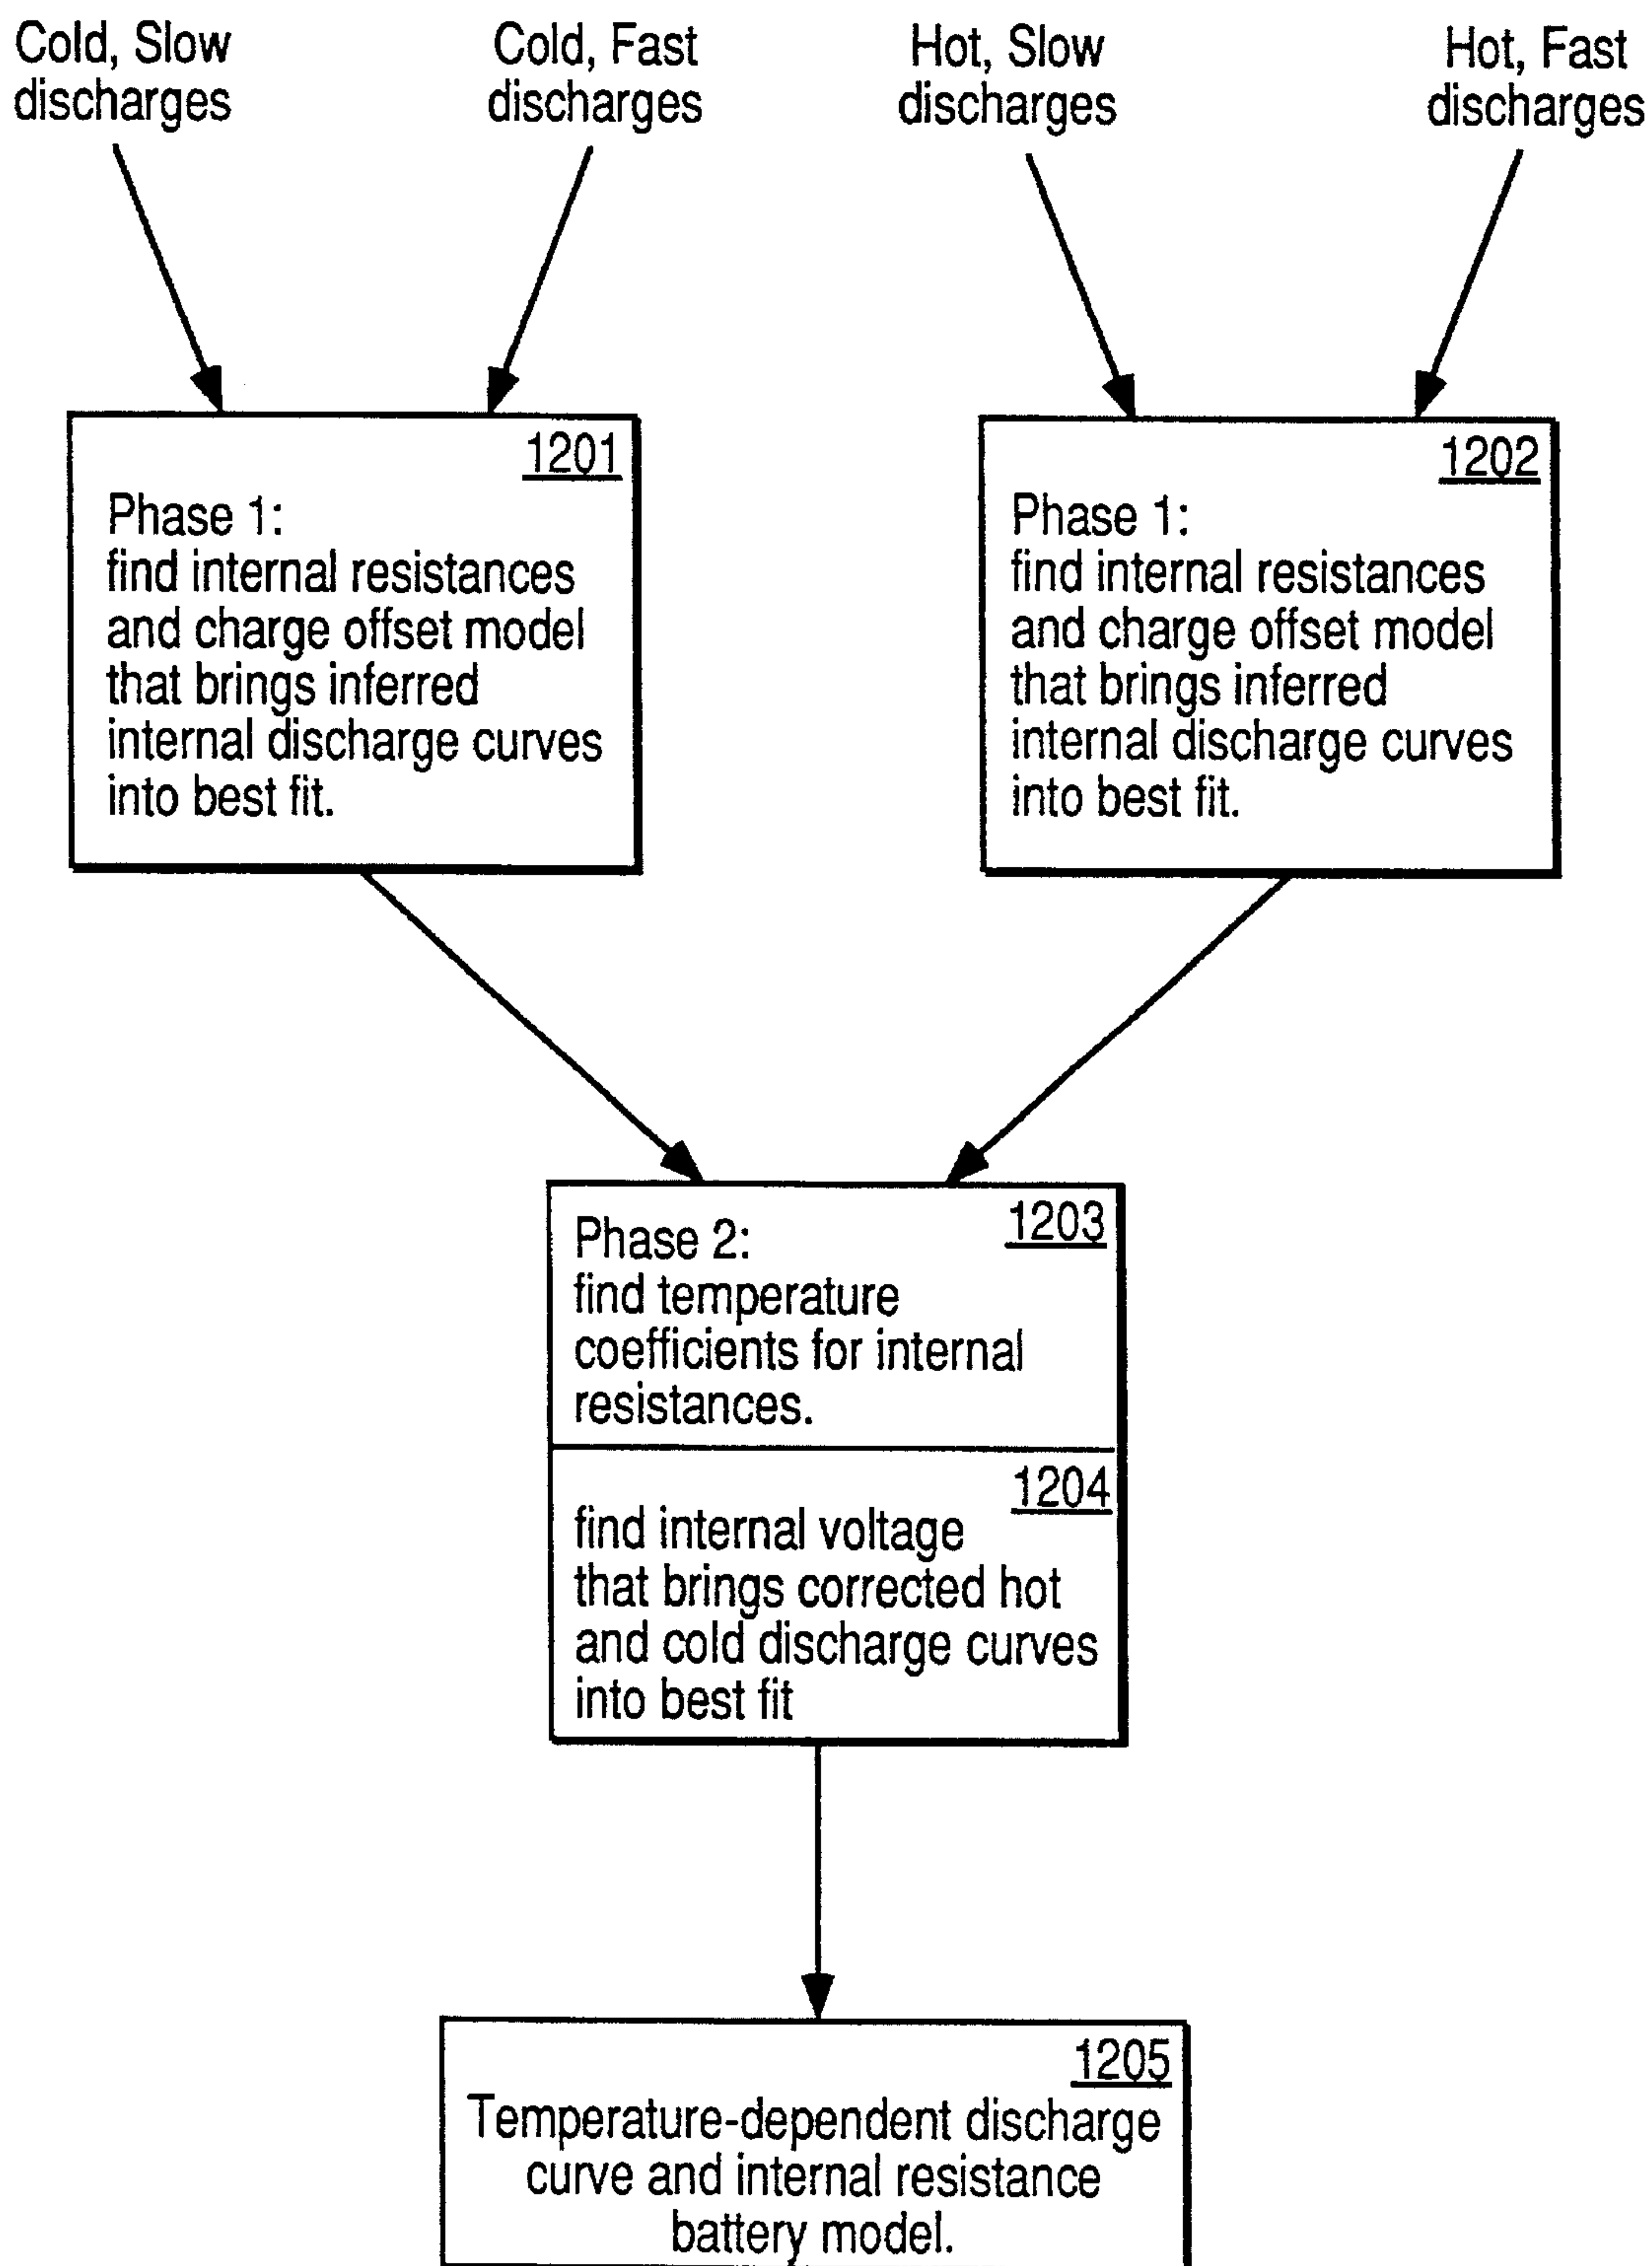 Cold, Slow
discharges
Cold, Fast
discharges
Hot, Slow
discharges
Hot, Fast
discharges
1201
Phase 1:
find internal resistances
and charge offset model
that brings inferred
internal discharge curves
into best fit.
1202
Phase 1:
find internal resistances
and charge offset model
that brings inferred
internal discharge curves
into best fit.
1203
Phase 2:
find temperature
coefficients for internal
resistances.
1204
find internal voltage
that brings corrected hot
and cold discharge curves
into best fit
1205
Temperature-dependent discharge
curve and internal resistance
battery model.